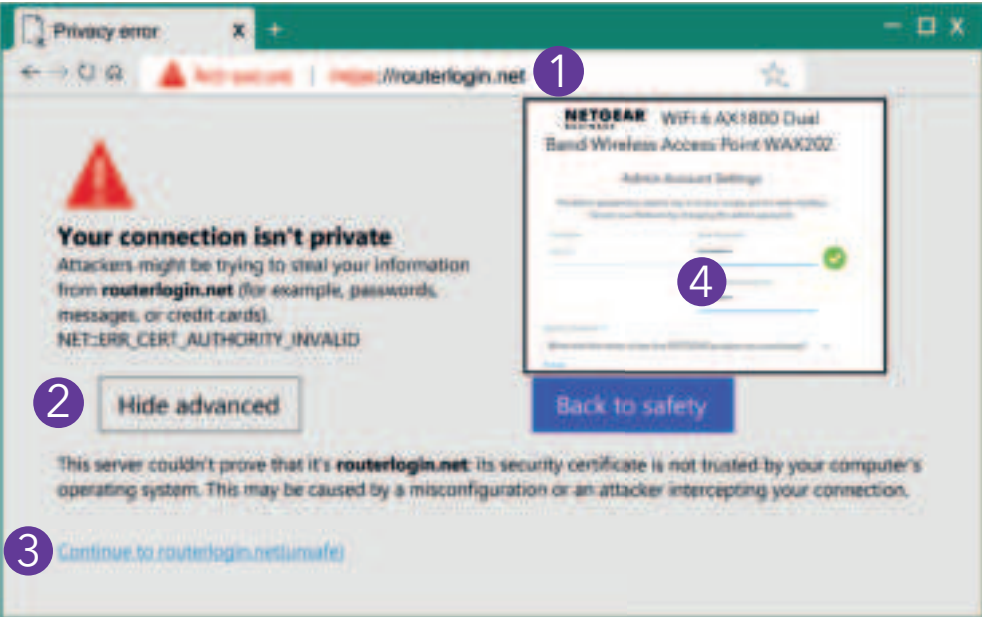 Privacy error
Not secure | https://routerlogin.net
1
NETGEAR WiFi 6 AX1800 Dual
BUSINESS
Band Wireless Access Point WAX202
Admin Account Settings
4
Your connection isn't private
Attackers might be trying to steal your information
from routerlogin.net (for example, passwords,
messages, or credit cards).
NET::ERR_CERT_AUTHORITY_INVALID
2
Hide advanced
Back to safety
This server couldn't prove that it's routerlogin.net. Its security certificate is not trusted by your computer's
operating system. This may be caused by a misconfiguration or an attacker intercepting your connection.
3
Continue to routerlogin.net(unsafe)